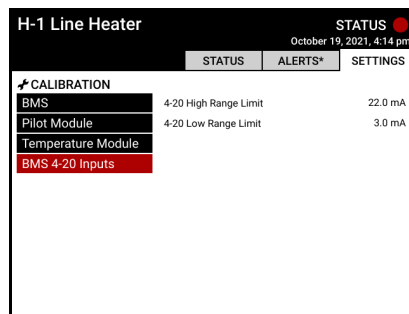 H-1 Line Heater
STATUS
October 19, 2021, 4:14 pm
STATUS
ALERTS*
SETTINGS
CALIBRATION
BMS
4-20 High Range Limit
22.0 mA
Pilot Module
4-20 Low Range Limit
3.0 mA
Temperature Module
BMS 4-20 Inputs